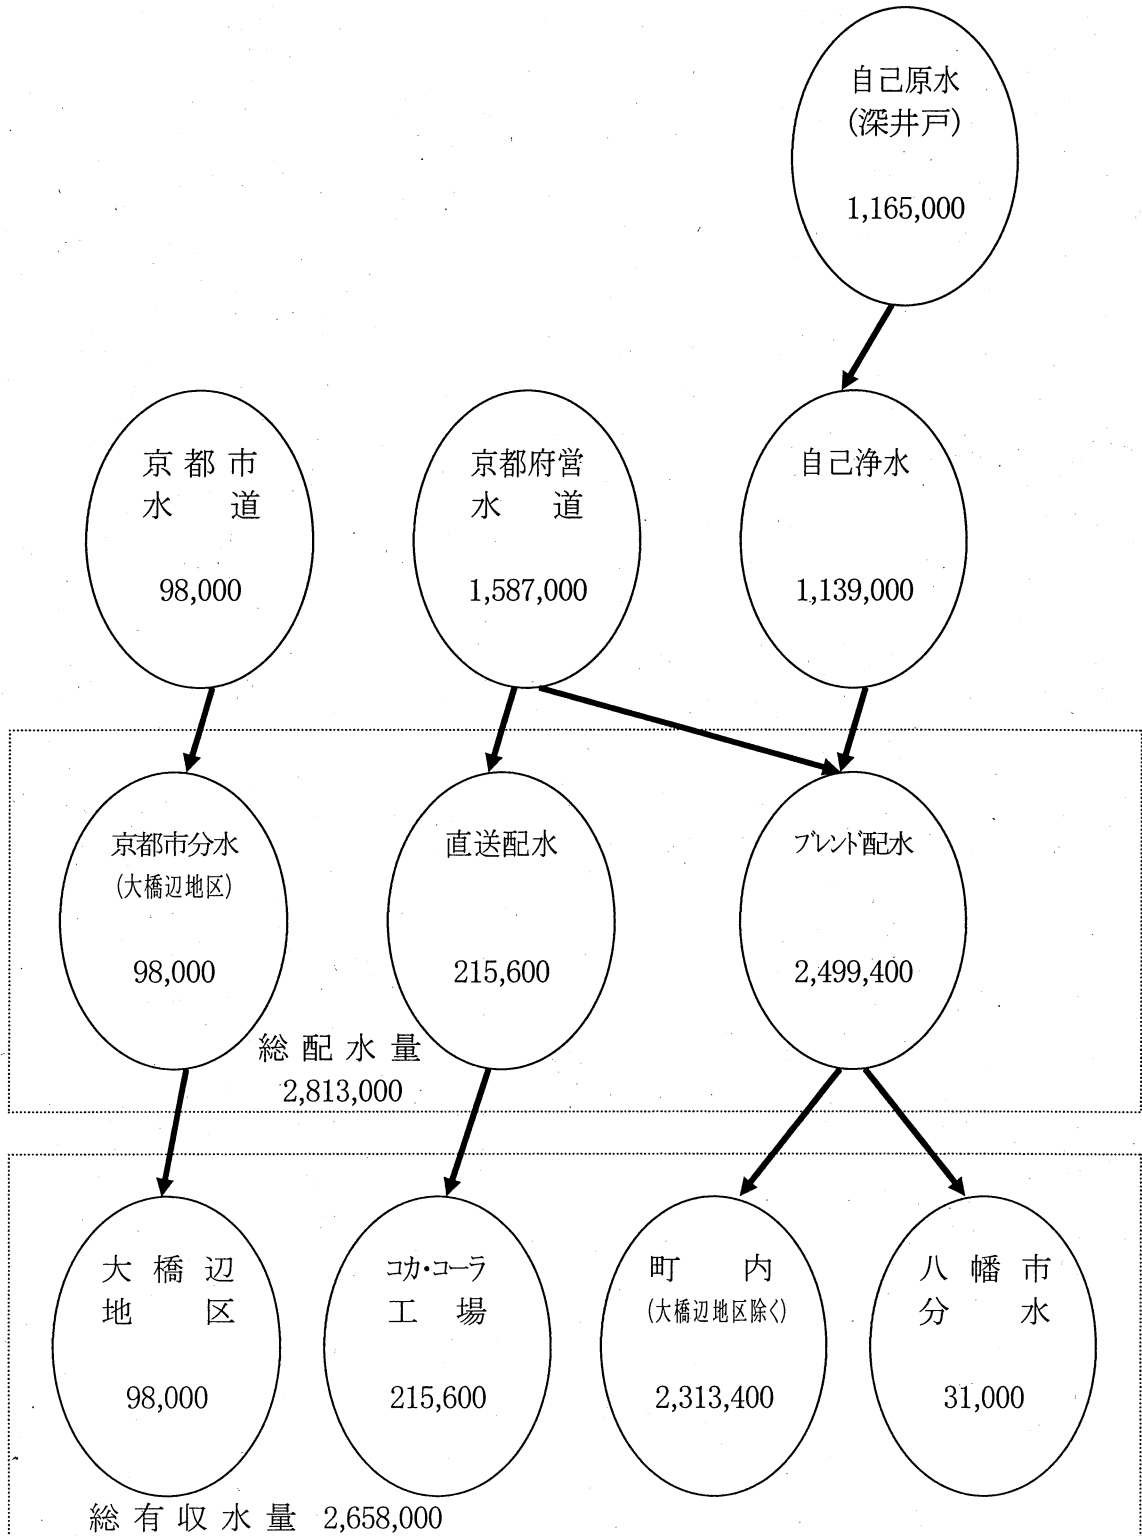 自己原水
(深井戸)
1,165,000
京都市
水道
98,000
京都府営
水道
1,587,000
自己浄水
1,139,000
京都市分水
(大橋辺地区)
98,000
直送配水
215,600
ブレンド配水
2,499,400
総配水量
2,813,000
大橋辺
地区
98,000
コカ・コーラ
工場
215,600
町内
(大橋辺地区除く)
2,313,400
八幡市
分水
31,000
総有収水量 2,658,000